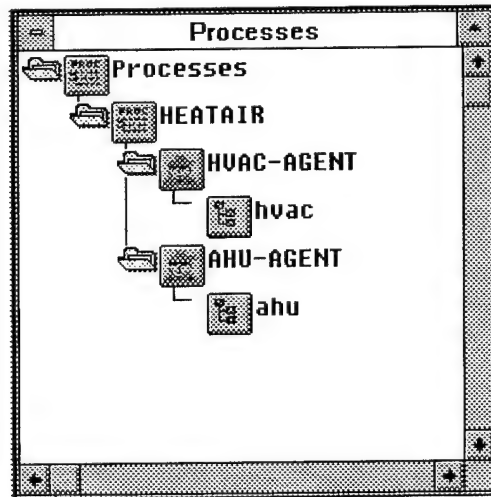 Processes
Processes
HEATAIR
HVAC-AGENT
hvac
AHU-AGENT
ahu